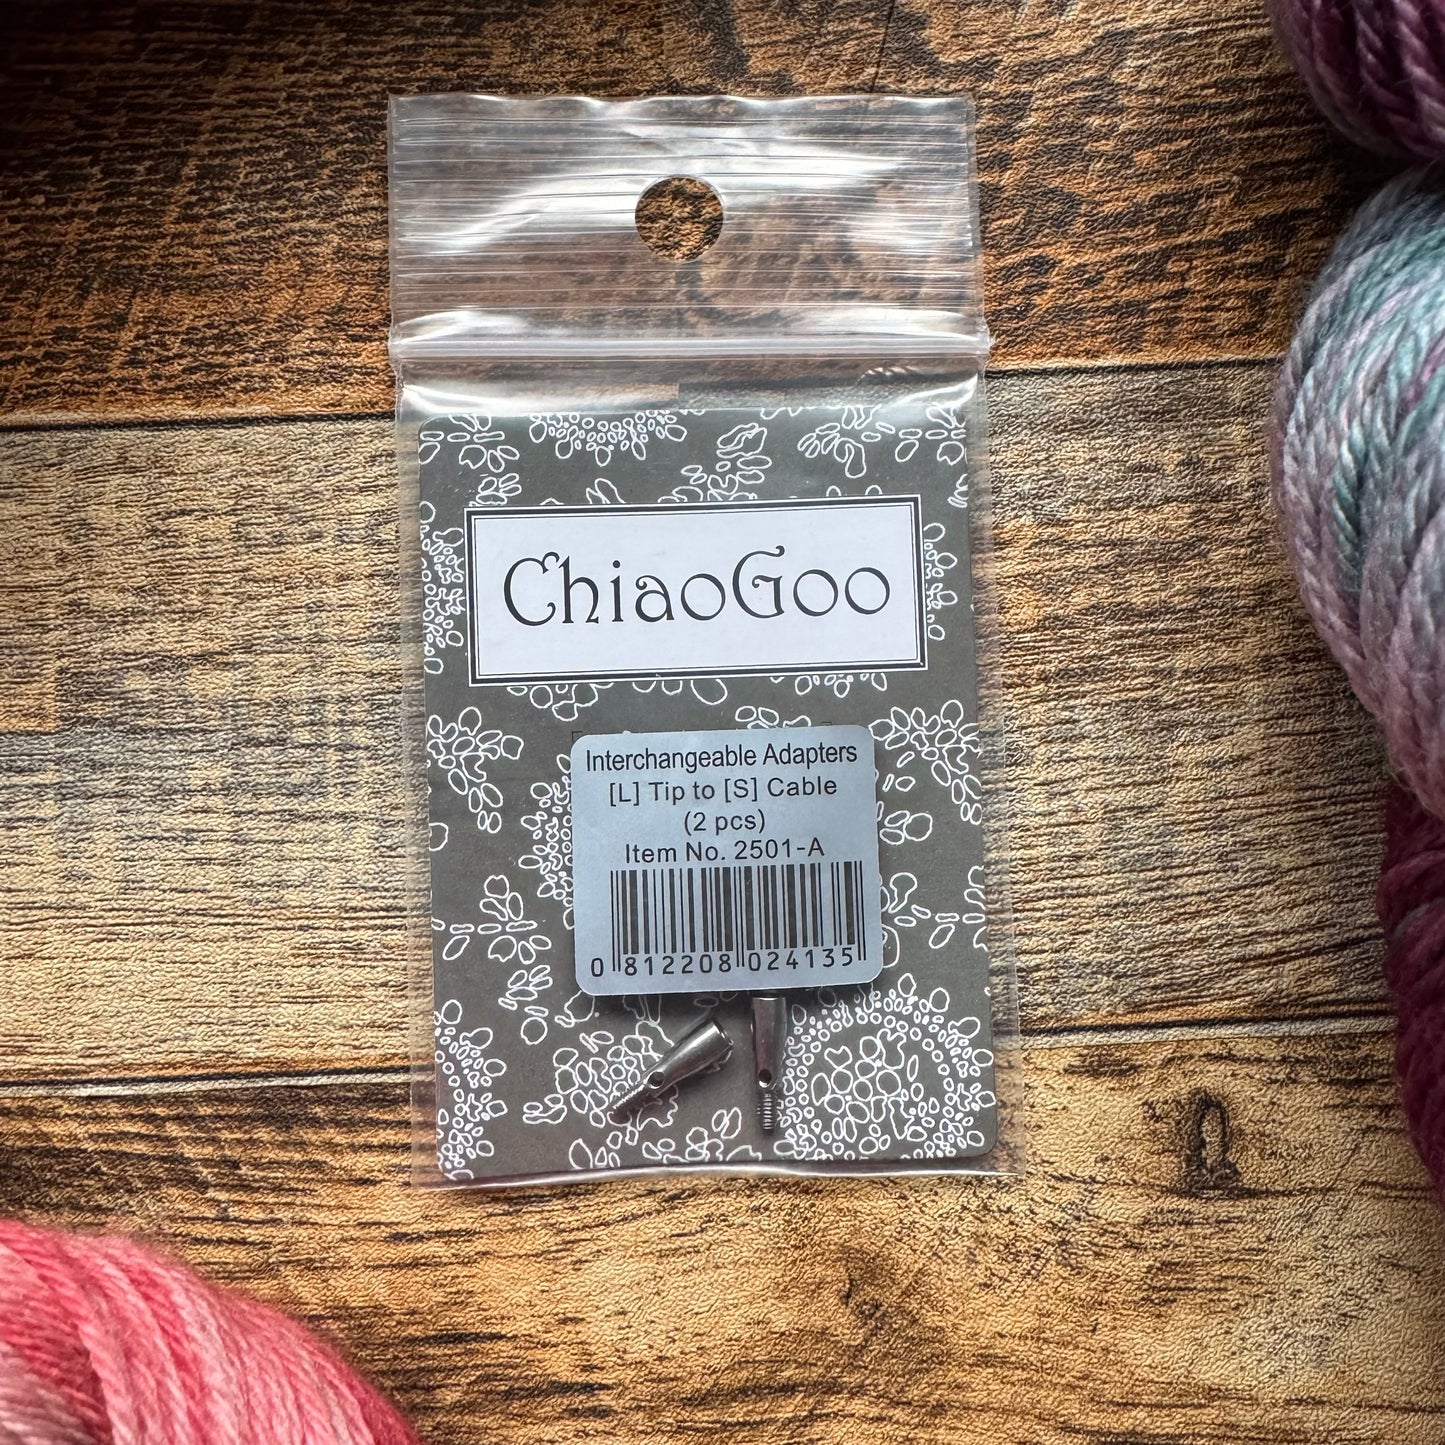 ChiaoGoo
Interchangeable Adapters
[L] Tip to [S] Cable
(2 pcs)
Item No. 2501-A
0 812208 024135